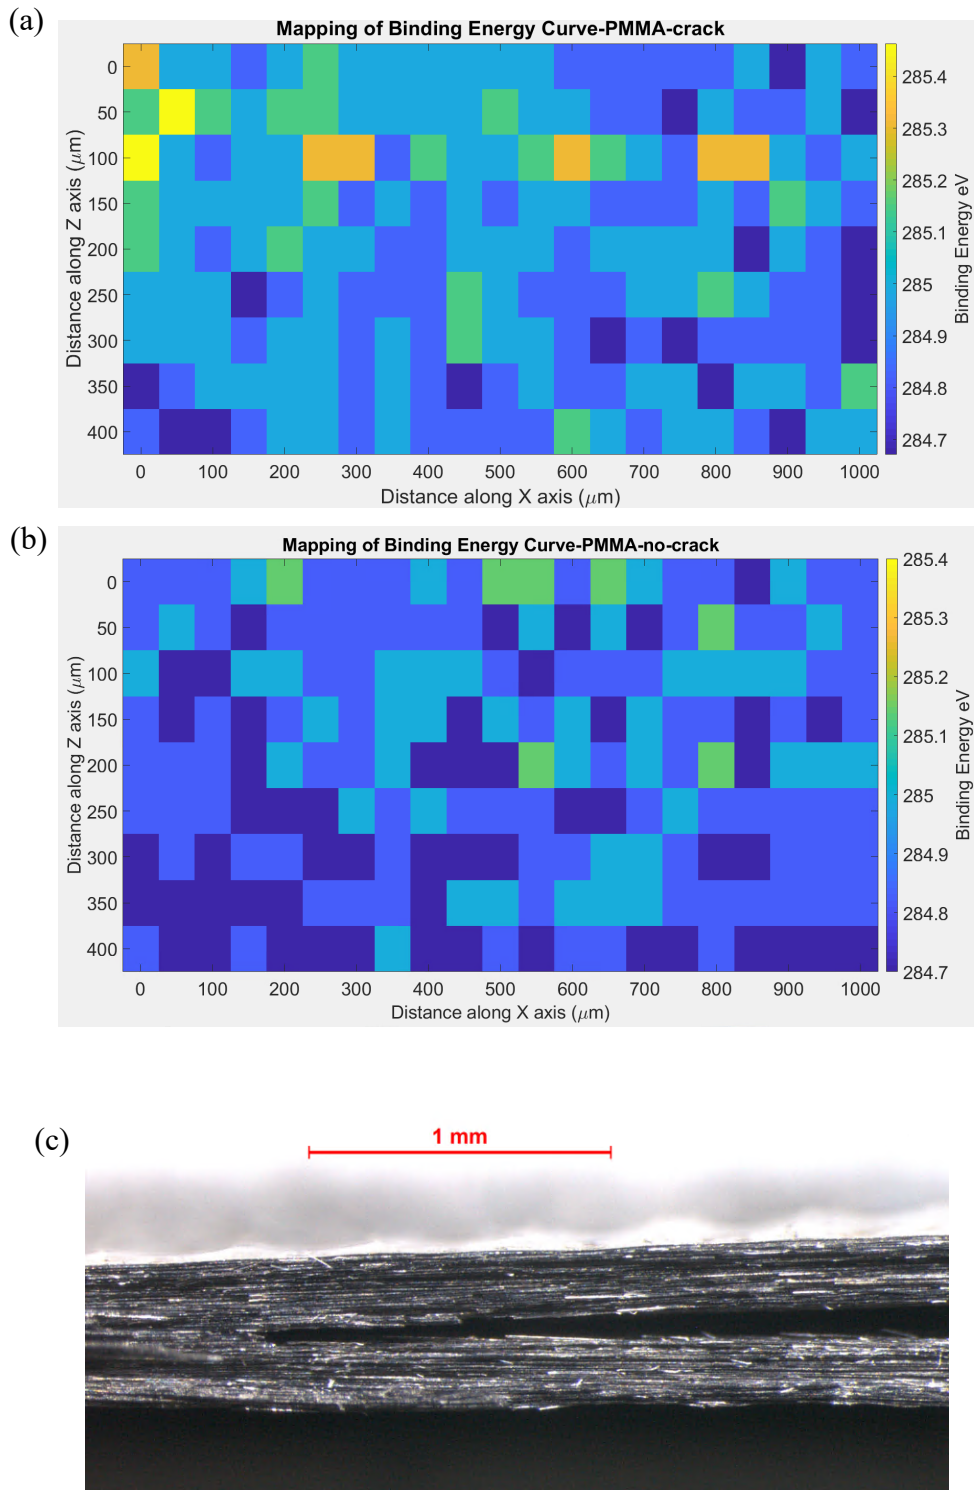 (a)
Mapping of Binding Energy Curve-PMMA-crack
0
50
100
150
200
250
300
350
400
Distance along Z axis (μm)
0 100 200 300 400 500 600 700 800 900 1000
Distance along X axis (μm)
285.4
285.3
285.2
285.1
285
284.9
284.8
284.7
Binding Energy eV
(b)
Mapping of Binding Energy Curve-PMMA-no-crack
0
50
100
150
200
250
300
350
400
Distance along Z axis (μm)
0 100 200 300 400 500 600 700 800 900 1000
Distance along X axis (μm)
285.4
285.3
285.2
285.1
285
284.9
284.8
284.7
Binding Energy eV
(c)
1 mm